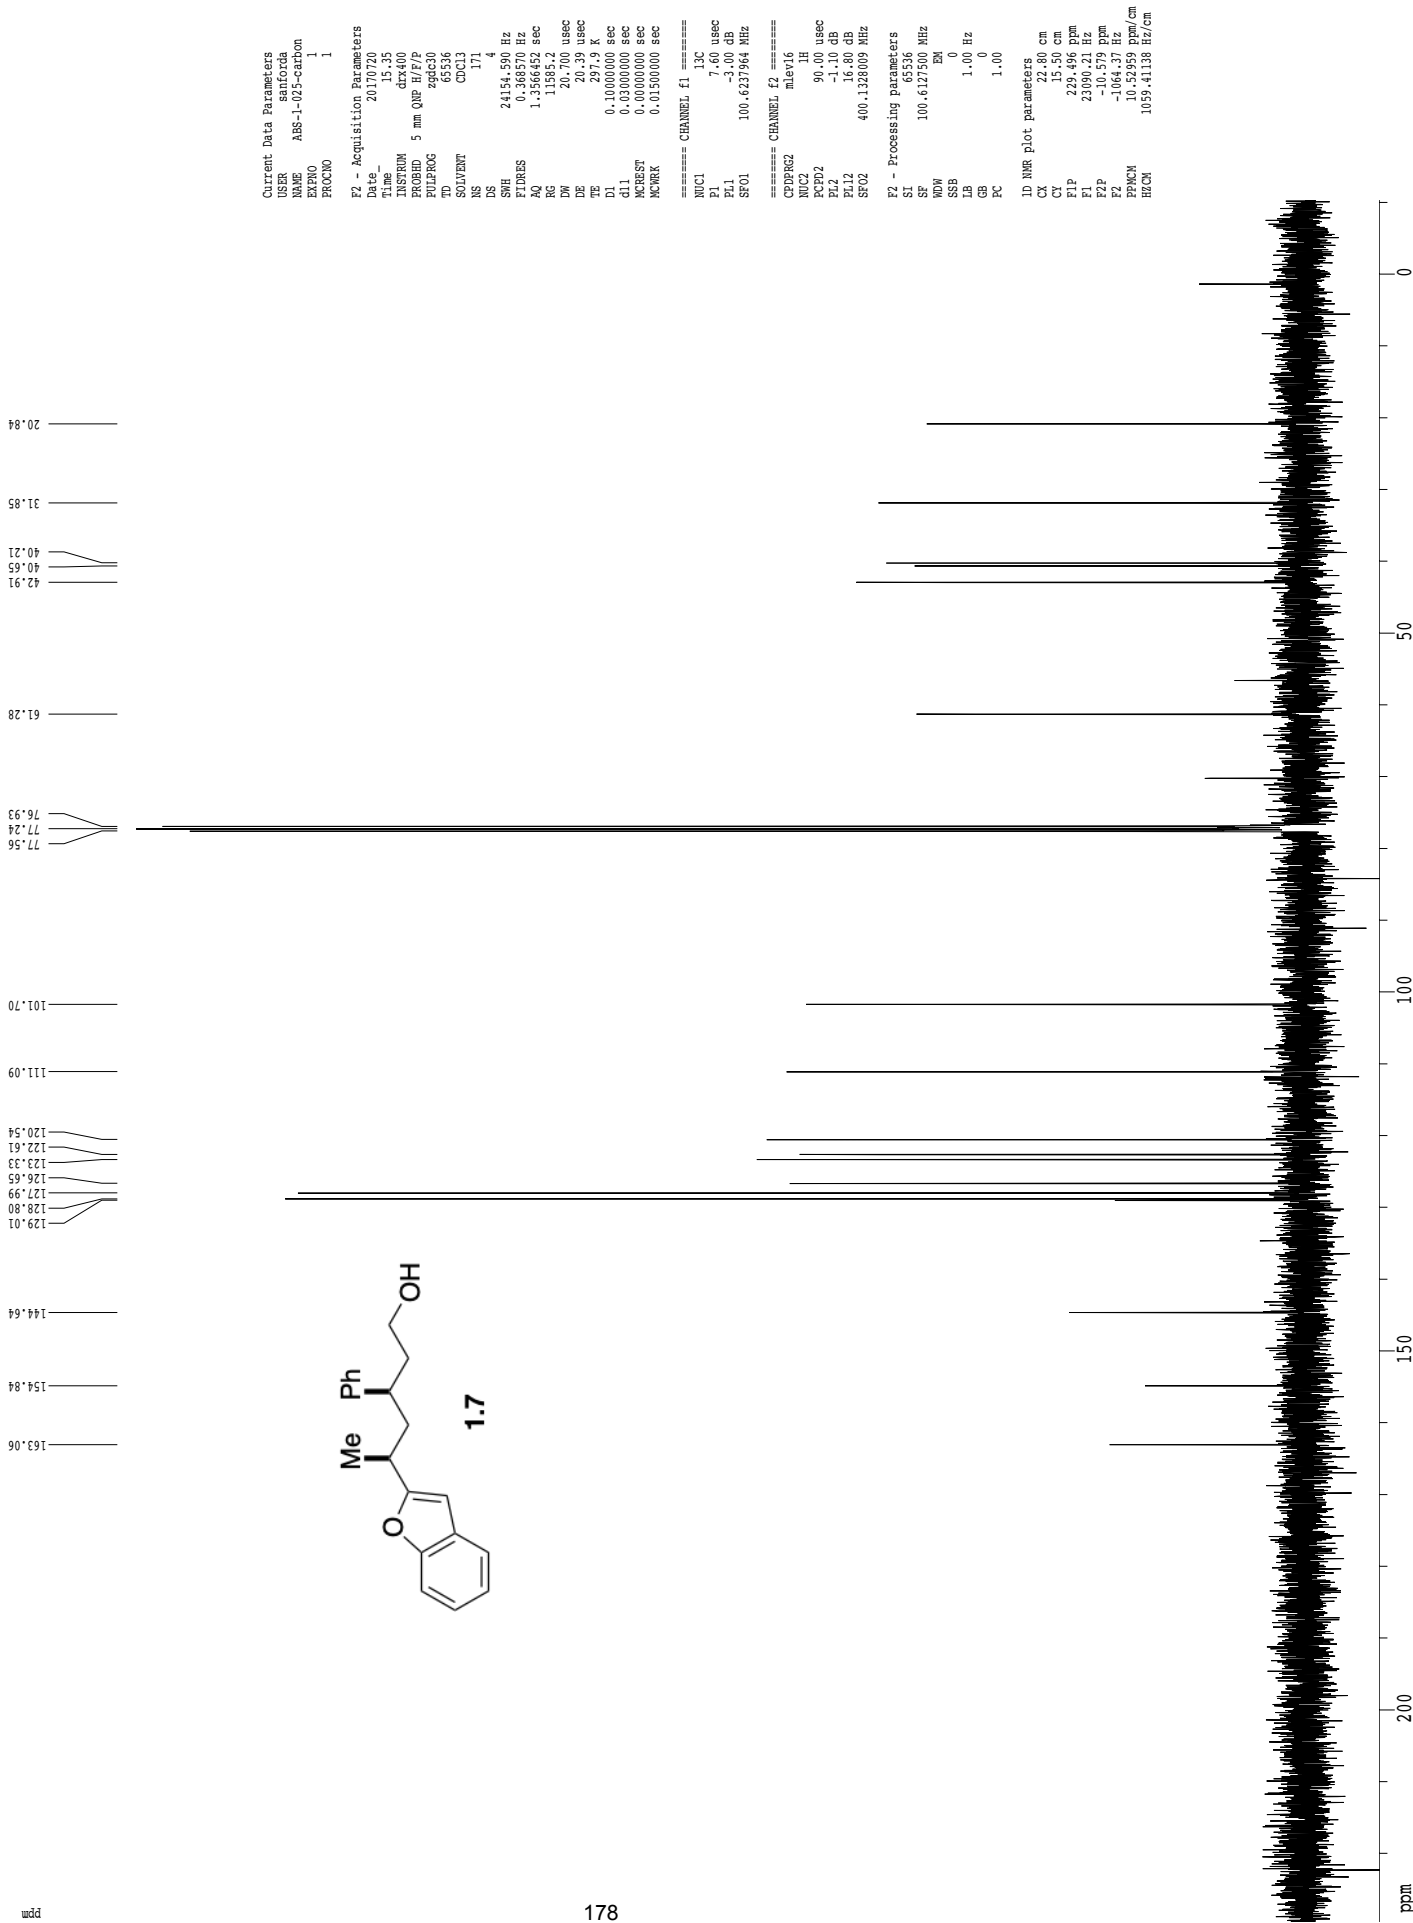 Current Data Parameters
USER sanforda
NAME ABS-1-025-carbon
EXPNO 1
PROCNO 1
F2 - Acquisition Parameters
Date_ 20170720
Time 15.35
INSTRUM drx400
PROBHD 5 mm QNP H/F/P
PULPROG zgdc30
TD 65536
SOLVENT CDCl3
NS 171
DS 4
SWH 24154.590 Hz
FIDRES 0.368570 Hz
AQ 1.3566452 sec
RG 11585.2
DW 20.700 usec
DE 20.39 usec
TE 297.9 K
D1 0.10000000 sec
d11 0.03000000 sec
MCREST 0.00000000 sec
MCWRK 0.01500000 sec
======== CHANNEL f1 ========
NUC1 13C
P1 7.60 usec
PL1 -3.00 dB
SFO1 100.6237964 MHz
======== CHANNEL f2 ========
CPDPRG2 mlev16
NUC2 1H
PCPD2 90.00 usec
PL2 -1.10 dB
PL12 16.80 dB
SFO2 400.1328009 MHz
F2 - Processing parameters
SI 65536
SF 100.6127500 MHz
WDW EM
SSB 0
LB 1.00 Hz
GB 0
PC 1.00
1D NMR plot parameters
CX 22.80 cm
CY 15.50 cm
F1P 229.496 ppm
F1 23090.21 Hz
F2P -10.579 ppm
F2 -1064.37 Hz
PPMCM 10.52959 ppm/cm
HZCM 1059.41138 Hz/cm
ppm
163.06
154.84
144.64
129.01
128.80
127.99
126.65
123.33
122.61
120.54
111.09
101.70
77.56
77.24
76.93
61.28
42.91
40.65
40.21
31.85
20.84
Me
Ph
OH
O
1.7
ppm
200
150
100
50
0
178